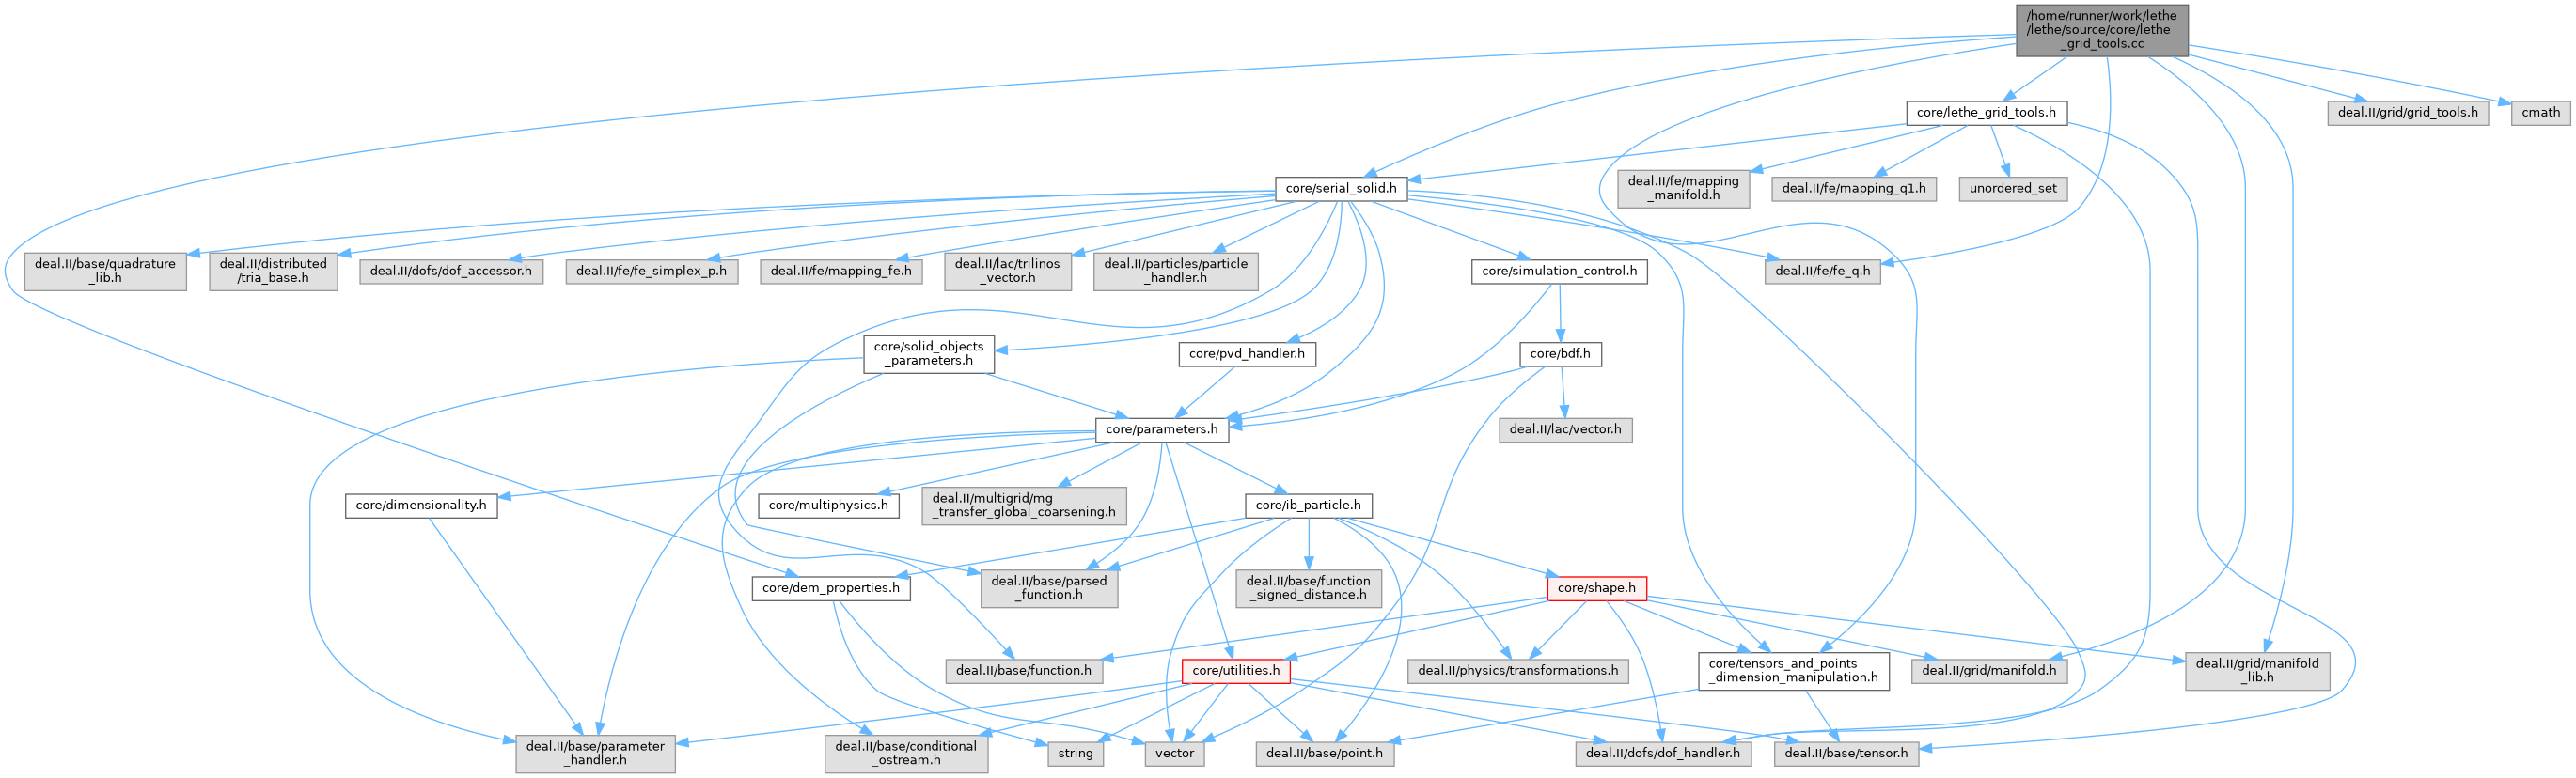 /home/runner/work/lethe
/lethe/source/core/lethe
_grid_tools.cc
core/lethe_grid_tools.h
deal.II/grid/grid_tools.h
cmath
core/serial_solid.h
deal.II/fe/mapping
_manifold.h
deal.II/fe/mapping_q1.h
unordered_set
deal.II/base/quadrature
_lib.h
deal.II/distributed
/tria_base.h
deal.II/dofs/dof_accessor.h
deal.II/fe/fe_simplex_p.h
deal.II/fe/mapping_fe.h
deal.II/lac/trilinos
_vector.h
deal.II/particles/particle
_handler.h
core/simulation_control.h
deal.II/fe/fe_q.h
core/solid_objects
_parameters.h
core/pvd_handler.h
core/bdf.h
core/parameters.h
deal.II/lac/vector.h
core/dimensionality.h
core/multiphysics.h
deal.II/multigrid/mg
_transfer_global_coarsening.h
core/ib_particle.h
core/dem_properties.h
deal.II/base/parsed
_function.h
deal.II/base/function
_signed_distance.h
core/shape.h
deal.II/base/function.h
core/utilities.h
deal.II/physics/transformations.h
core/tensors_and_points
_dimension_manipulation.h
deal.II/grid/manifold.h
deal.II/grid/manifold
_lib.h
deal.II/base/parameter
_handler.h
deal.II/base/conditional
_ostream.h
string
vector
deal.II/base/point.h
deal.II/dofs/dof_handler.h
deal.II/base/tensor.h